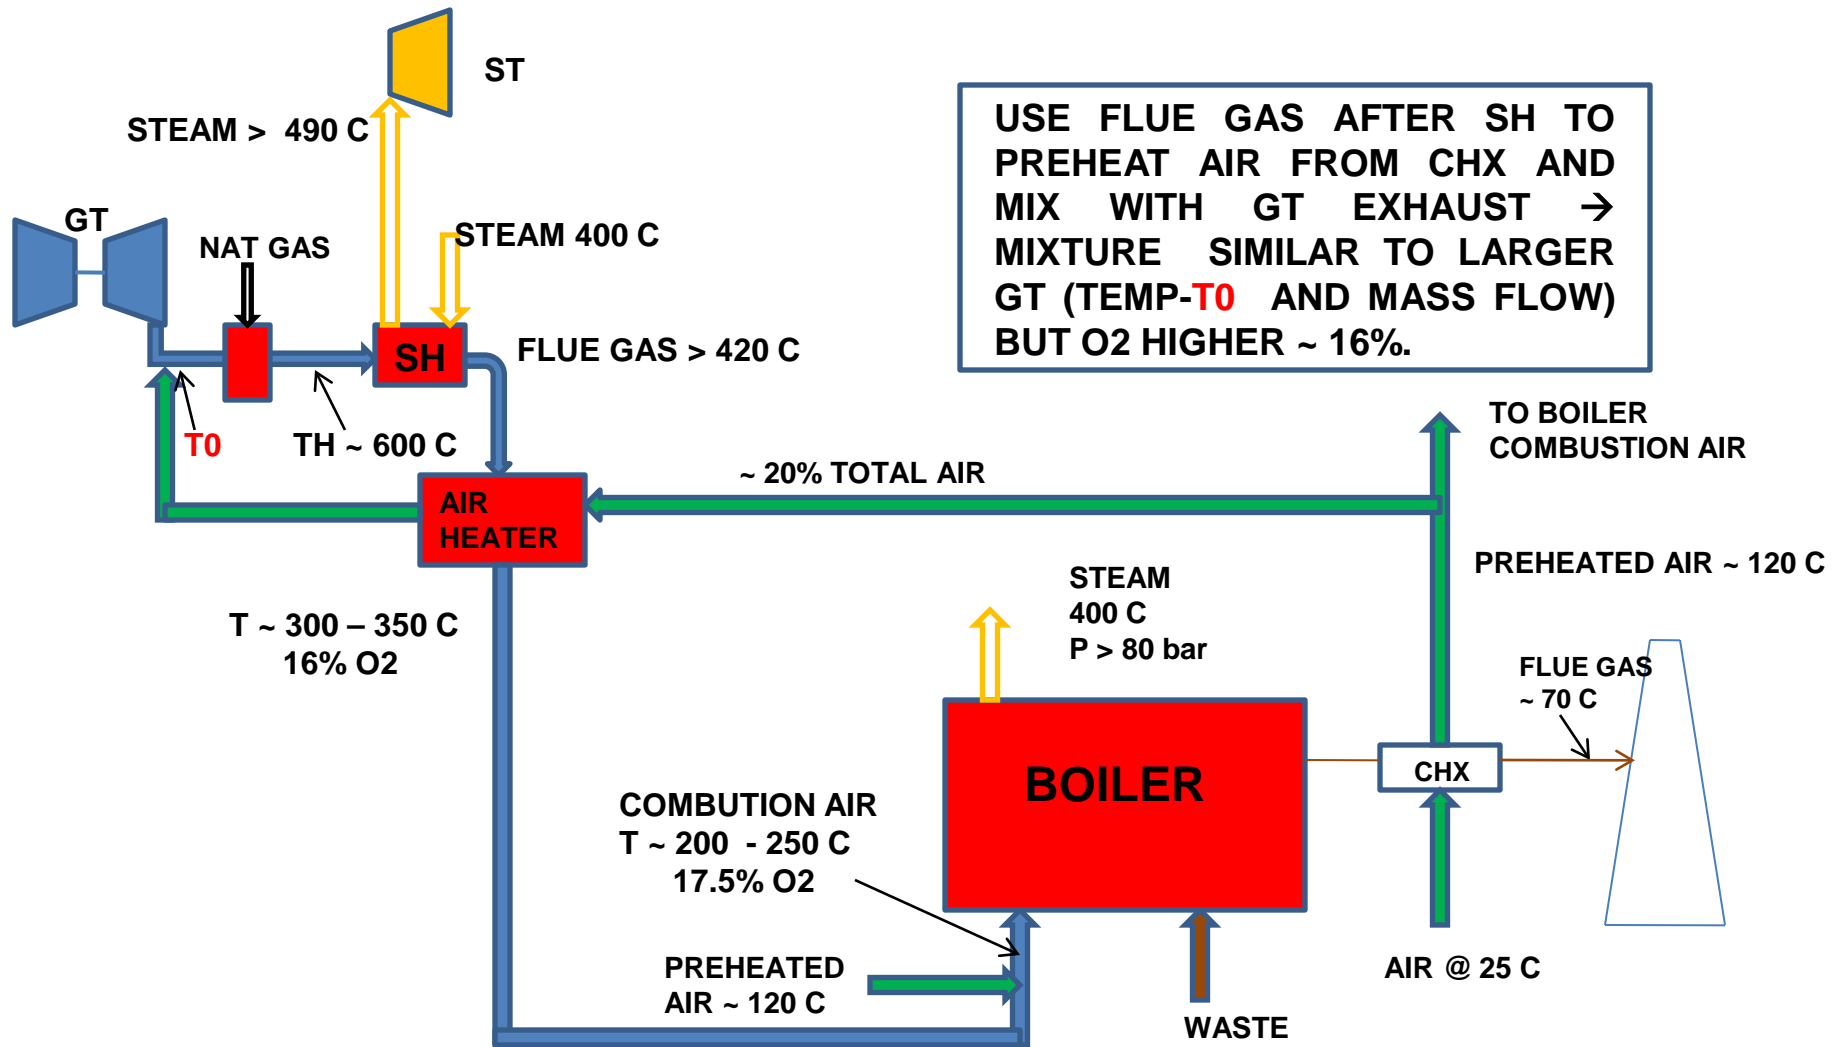 ST
STEAM >  490 C
USE FLUE GAS AFTER SH TO
PREHEAT AIR FROM CHX AND
MIX WITH GT EXHAUST →
MIXTURE SIMILAR TO LARGER
GT (TEMP-T0 AND MASS FLOW)
BUT O2 HIGHER ~ 16%.
GT
NAT GAS
STEAM 400 C
SH
FLUE GAS > 420 C
T0
TH ~ 600 C
TO BOILER
COMBUSTION AIR
~ 20% TOTAL AIR
AIR
HEATER
PREHEATED AIR ~ 120 C
STEAM
400 C
P > 80 bar
T ~ 300 – 350 C
16% O2
FLUE GAS
~ 70 C
BOILER
CHX
COMBUTION AIR
T ~ 200 - 250 C
17.5% O2
PREHEATED
AIR ~ 120 C
AIR @ 25 C
WASTE